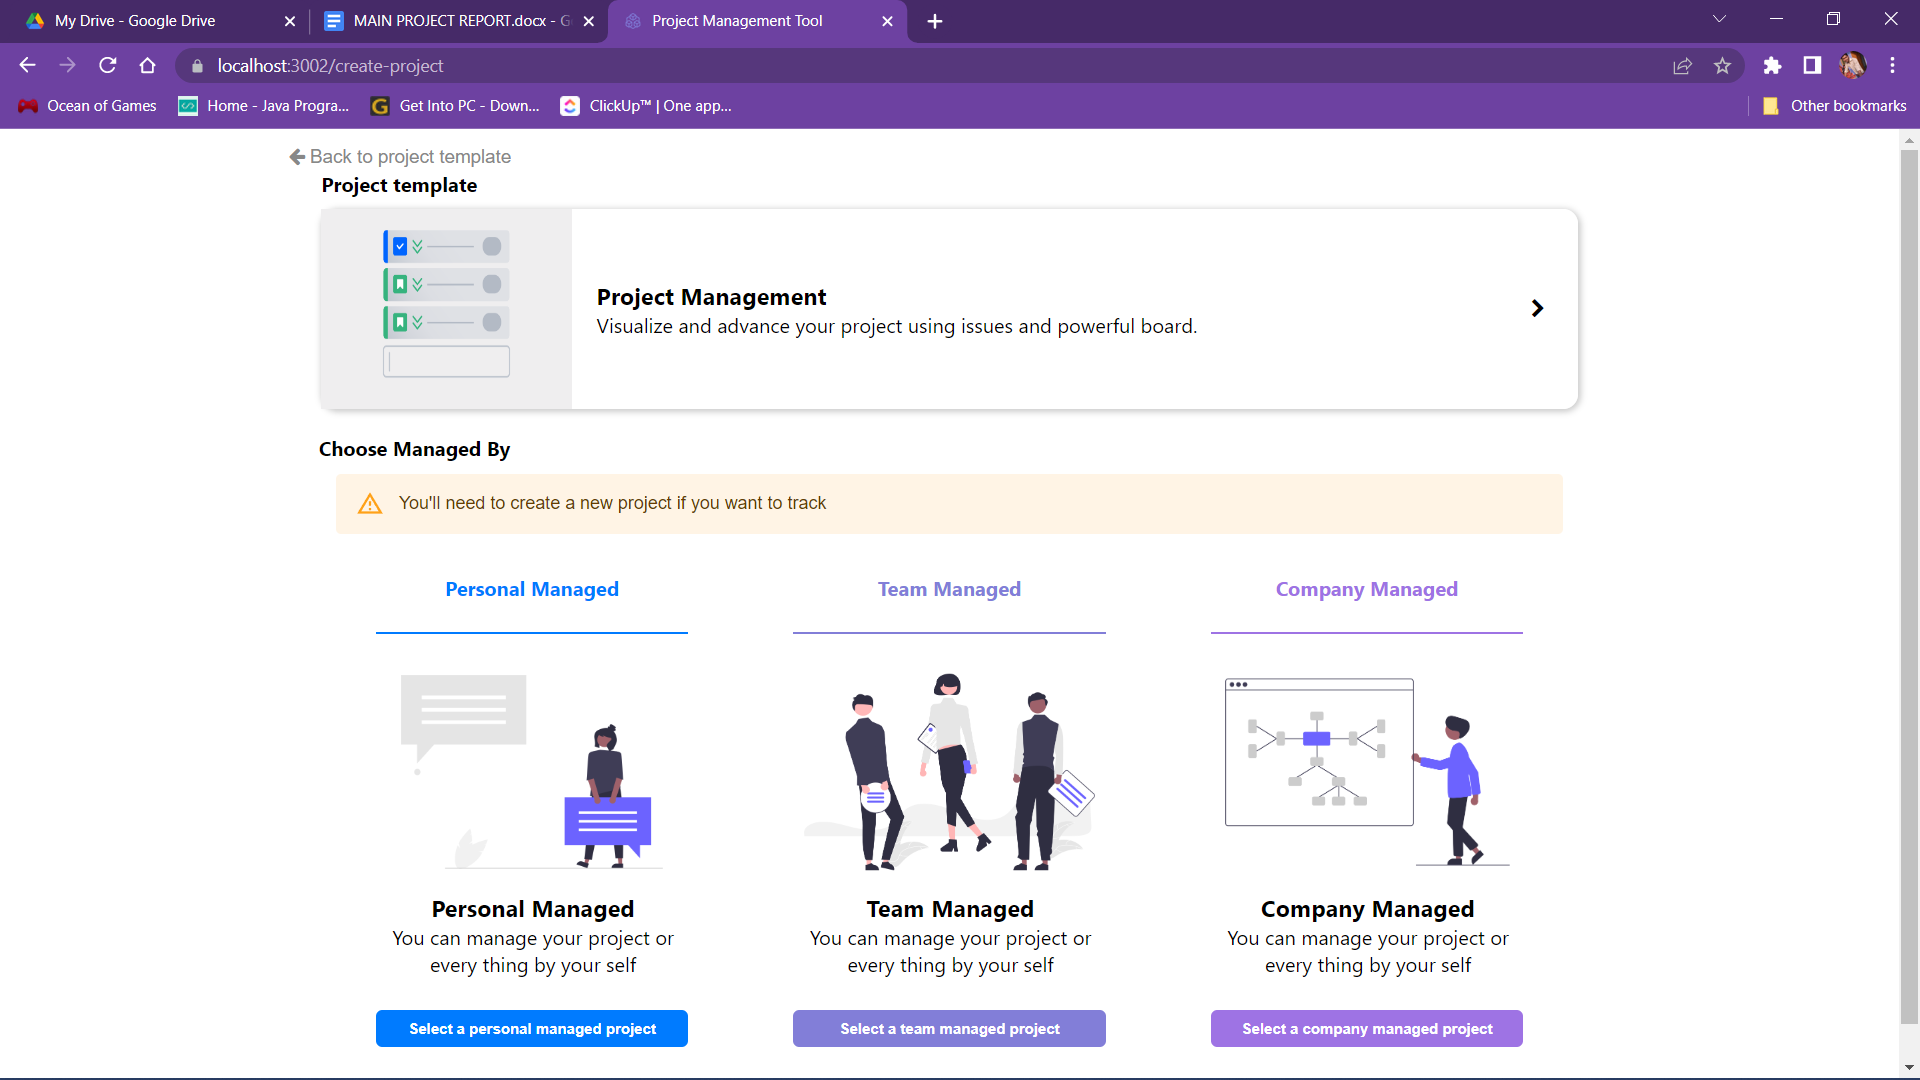 My Drive - Google Drive
MAIN PROJECT REPORT.docx - G
Project Management Tool
localhost:3002/create-project
Ocean of Games
Home - Java Progra...
Get Into PC - Down...
ClickUp™ | One app...
Other bookmarks
Back to project template
Project template
Project Management
Visualize and advance your project using issues and powerful board.
Choose Managed By
You'll need to create a new project if you want to track
Personal Managed
Team Managed
Company Managed
Personal Managed
You can manage your project or
every thing by your self
Team Managed
You can manage your project or
every thing by your self
Company Managed
You can manage your project or
every thing by your self
Select a personal managed project
Select a team managed project
Select a company managed project